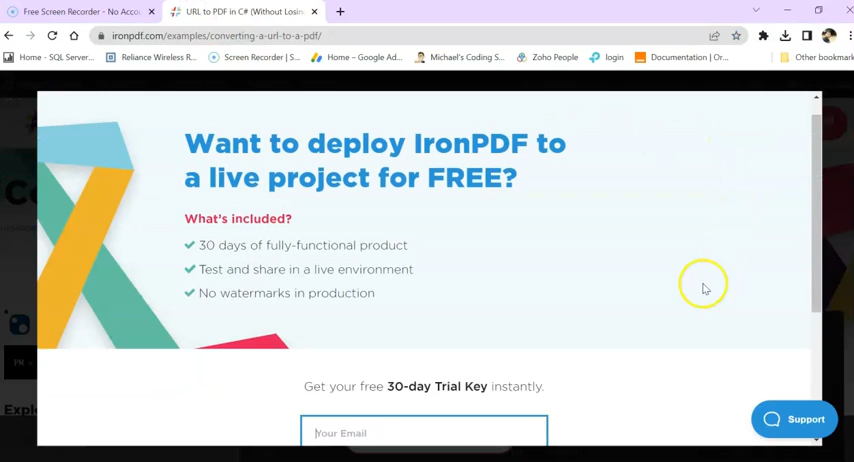 Free Screen Recorder - No Accou
URL to PDF in C# (Without Losin
ironpdf.com/examples/converting-a-url-to-a-pdf/
Home - SQL Server...
Reliance Wireless R...
Screen Recorder | S...
Home – Google Ad...
Michael's Coding S...
Zoho People
login
Documentation | Or...
Other bookmark
Want to deploy IronPDF to
a live project for FREE?
What's included?
30 days of fully-functional product
Test and share in a live environment
No watermarks in production
PM
Explo
Get your free 30-day Trial Key instantly.
Your Email
Support